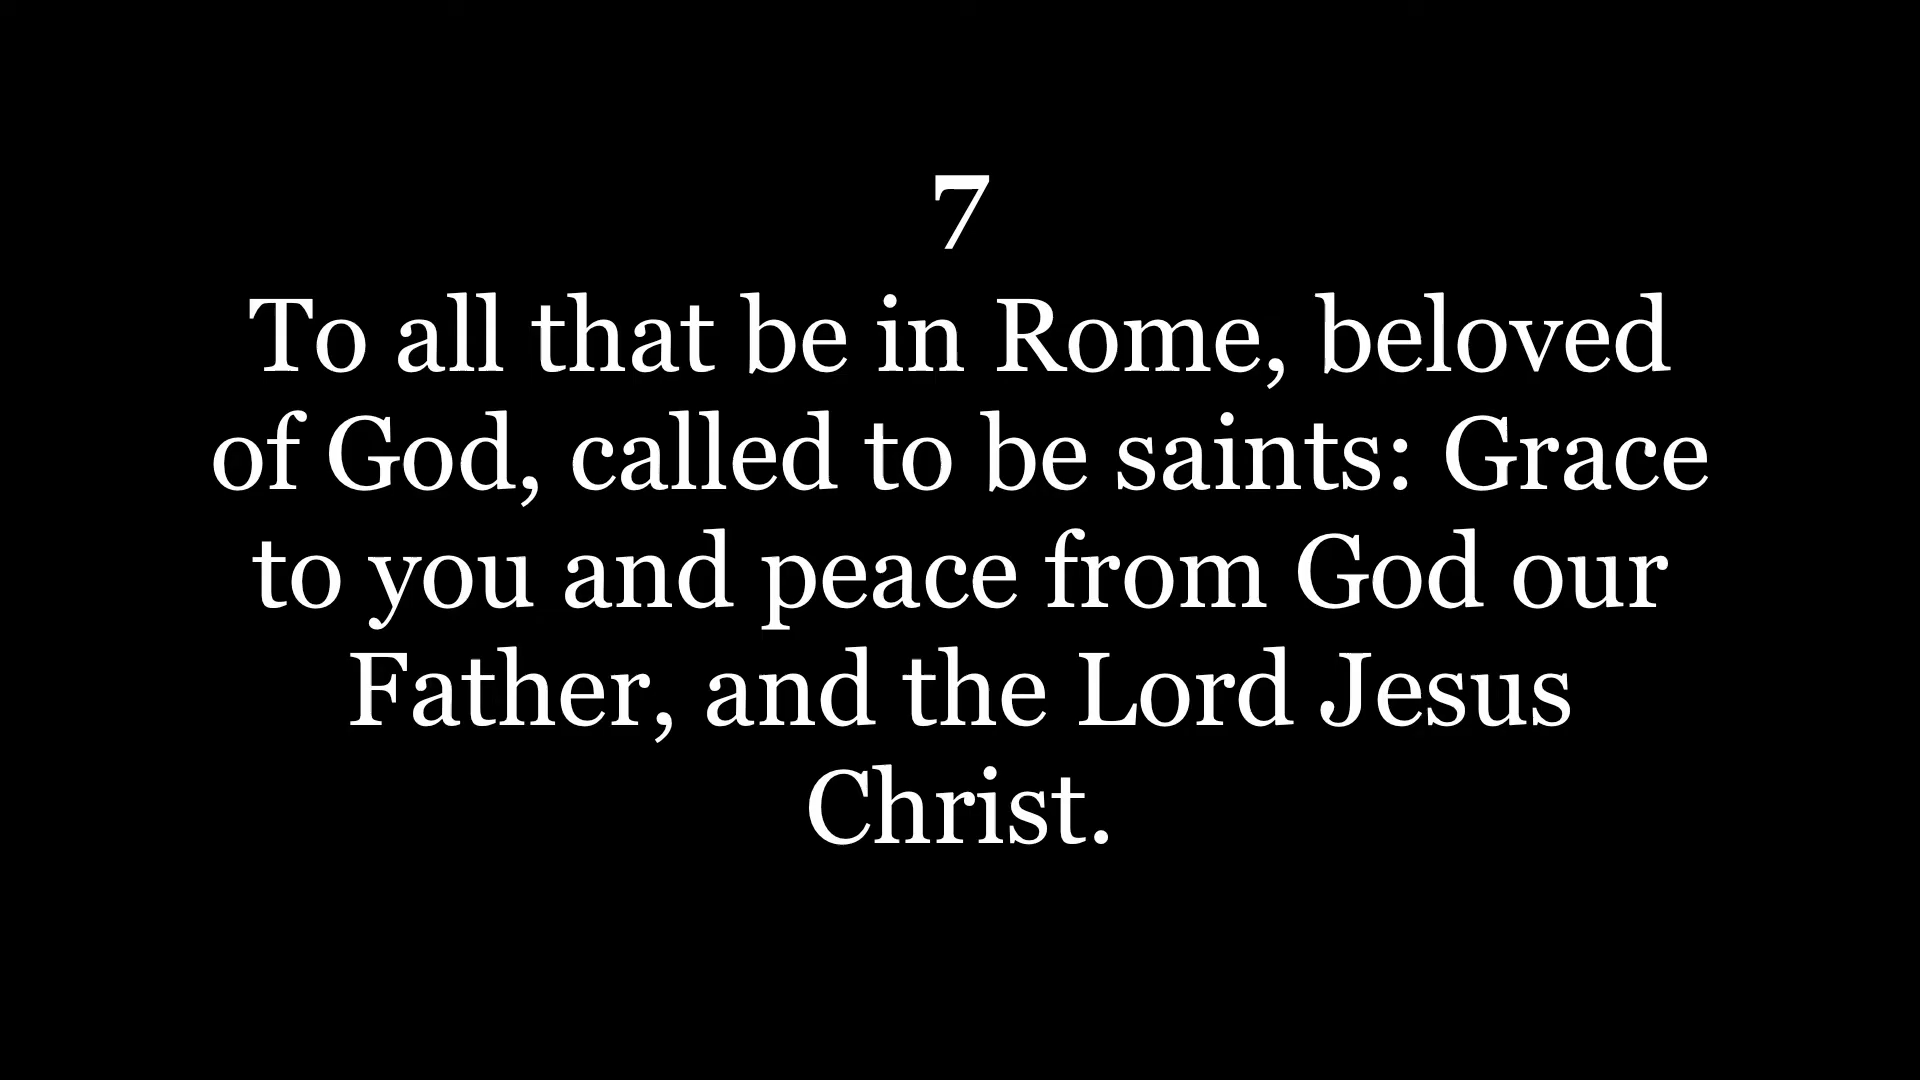 7
To all that be in Rome, beloved
of God, called to be saints: Grace
to you and peace from God our
Father, and the Lord Jesus
Christ.